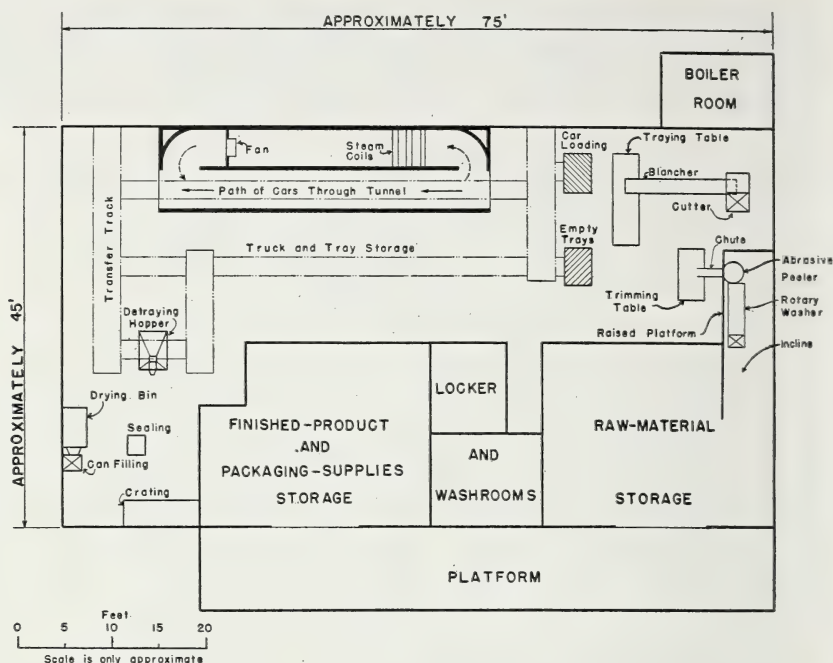 APPROXIMATELY 75'
BOILER
ROOM
Fan
Steam
Coils
Car
Loading
Traying Table
Blancher
Path of Cars Through Tunnel
Cutter
Transfer Track
Truck and Tray Storage
Empty
Trays
Chute
Abrasive
Peeler
Trimming
Table
Rotary
Washer
Raised Platform
Incline
Detraying
Hopper
APPROXIMATELY 45'
Drying Bin
Sealing
Can Filling
Crating
FINISHED-PRODUCT
AND
PACKAGING-SUPPLIES
STORAGE
LOCKER
AND
WASHROOMS
RAW-MATERIAL
STORAGE
PLATFORM
Feet
0 5 10 15 20
Scale is only approximate